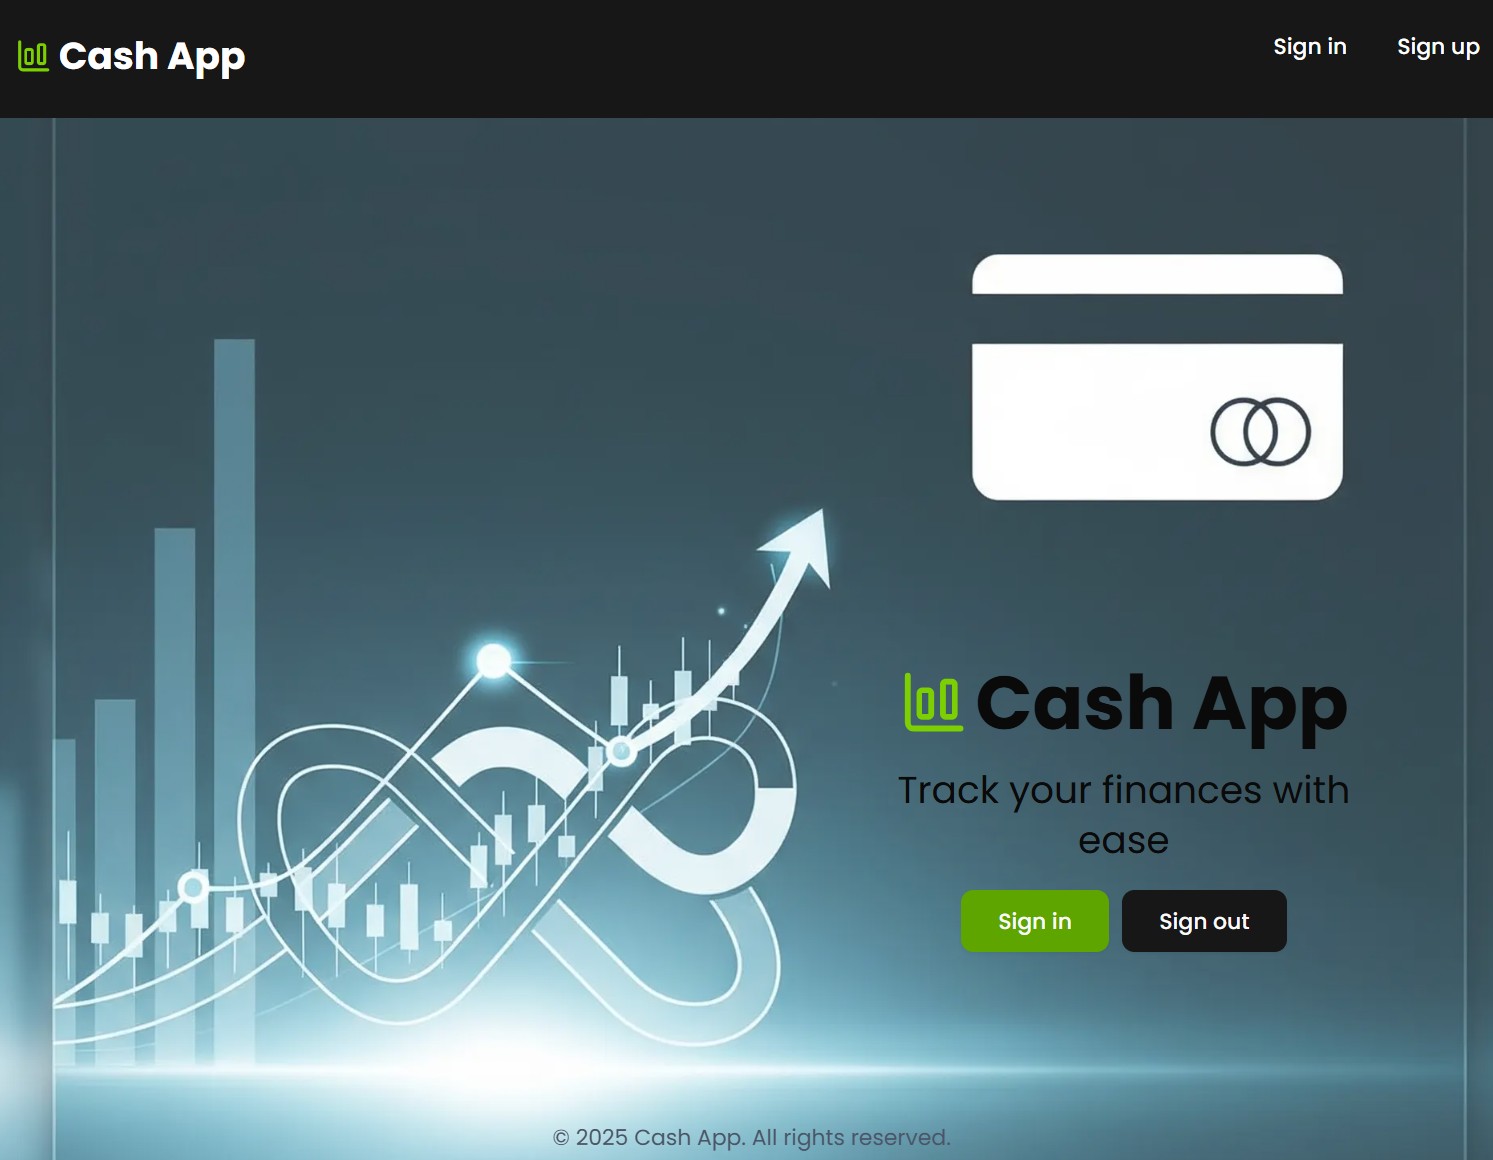 Cash App
Sign in
Sign up
Cash App
Track your finances with
ease
Sign in
Sign out
© 2025 Cash App. All rights reserved.